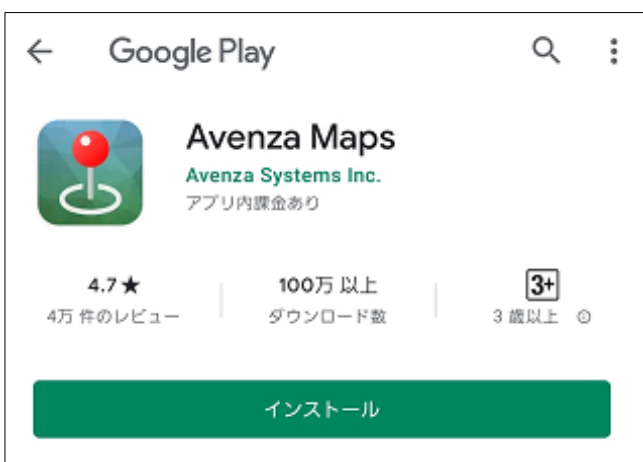 Google Play
Avenza Maps
Avenza Systems Inc.
アプリ内課金あり
4.7★
100万 以上
3+
4万 件のレビュー
ダウンロード数
3 歳以上
インストール